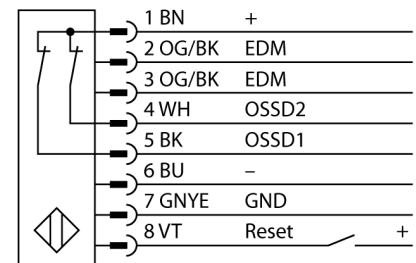 1 BN +
2 OG/BK EDM
3 OG/BK EDM
4 WH OSSD2
5 BK OSSD1
6 BU –
7 GNYE GND
8 VT Reset +